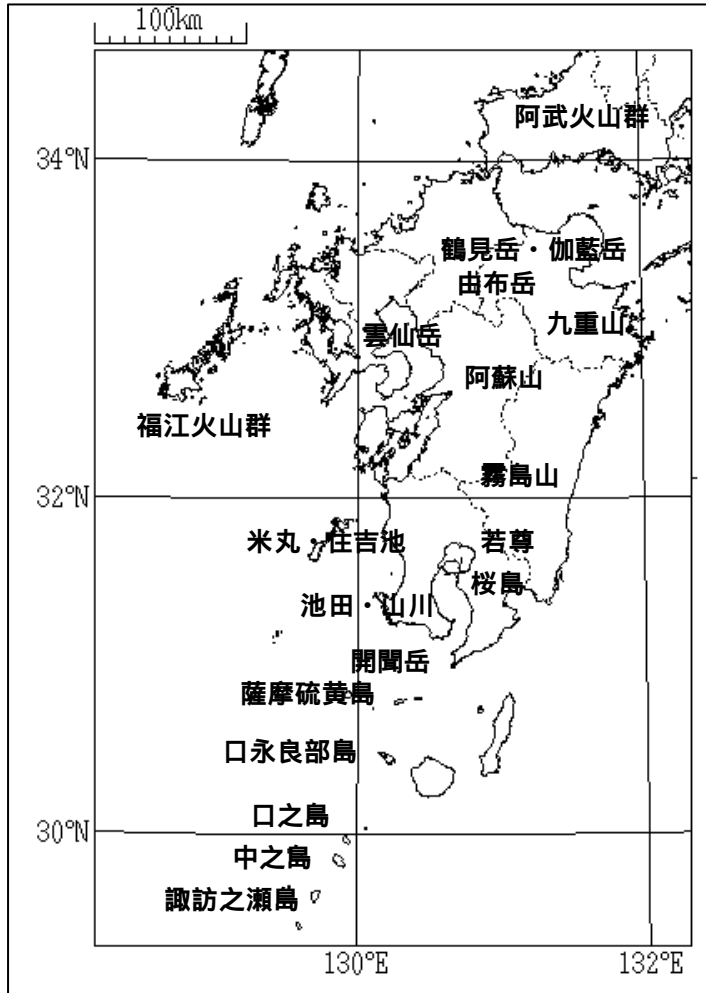 100km
阿武火山群
34°N
鶴見岳・伽藍岳
由布岳
九重山
雲仙岳
阿蘇山
福江火山群
霧島山
32°N
米丸・住吉池
若尊
桜島
池田・山川
開聞岳
薩摩硫黄島
口永良部島
口之島
30°N
中之島
諏訪之瀬島
130°E
132°E